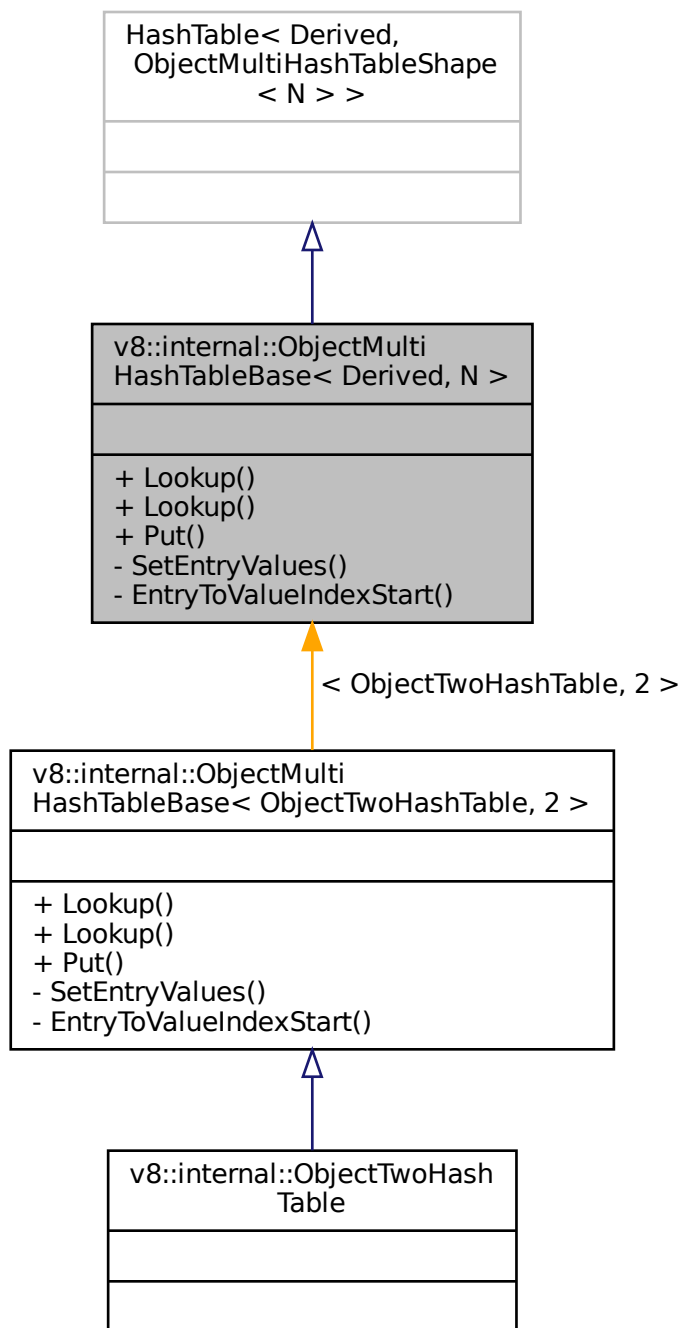 HashTable< Derived,
ObjectMultiHashTableShape
< N > >
v8::internal::ObjectMulti
HashTableBase< Derived, N >
+ Lookup()
+ Lookup()
+ Put()
- SetEntryValues()
- EntryToValueIndexStart()
< ObjectTwoHashTable, 2 >
v8::internal::ObjectMulti
HashTableBase< ObjectTwoHashTable, 2 >
+ Lookup()
+ Lookup()
+ Put()
- SetEntryValues()
- EntryToValueIndexStart()
v8::internal::ObjectTwoHash
Table